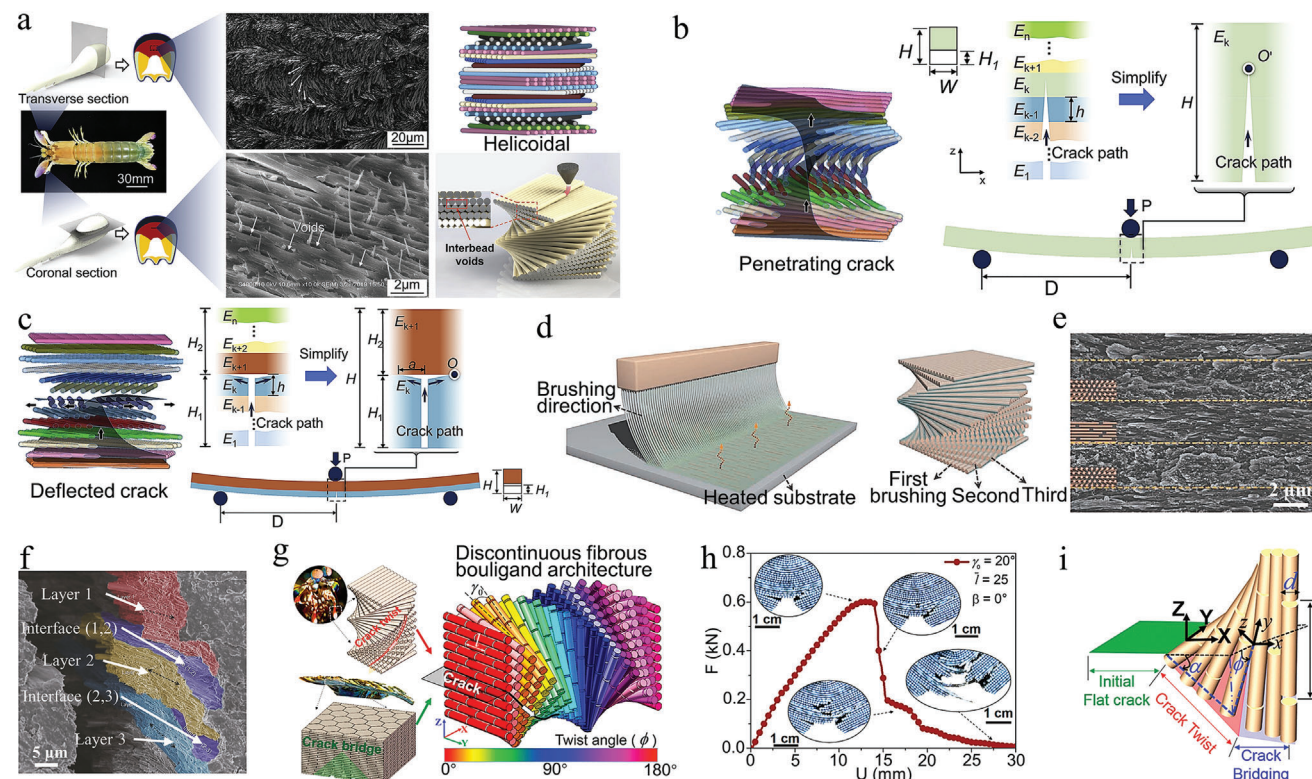 a
Transverse section
30mm
Coronal section
20μm
Voids
2μm
Helicoidal
Interbead
voids
b
Penetrating crack
H
H₁
W
z
x
Eₙ
Eₖ₊₁
Eₖ
Eₖ₋₁
Eₖ₋₂
E₁
h
Crack path
Simplify
Eₖ
O'
H
Crack path
P
D
c
Deflected crack
H₂
H₁
Eₙ
Eₖ₊₂
Eₖ₊₁
Eₖ
Eₖ₋₁
E₁
h
Crack path
Simplify
H
H₂
H₁
Eₖ₊₁
a
O
Eₖ
Crack path
P
D
H
H₁
W
d
Brushing
direction
Heated substrate
First
brushing Second Third
e
2 μm
f
Layer 1
Interface (1,2)
Layer 2
Interface (2,3)
Layer 3
5 μm
g
Crack twist
Crack bridge
Discontinuous fibrous
bouligand architecture
γ₀
Crack
Z
X
Y
Twist angle (ϕ)
0°
90°
180°
h
F (kN)
0.8
0.6
0.4
0.2
0.0
0 5 10 15 20 25 30
U (mm)
γ₀ = 20°
l̄ = 25
β = 0°
1 cm
1 cm
1 cm
1 cm
i
Z
Y
X
z
y
x
d
α
ϕ
Initial
Flat crack
Crack Twist
Crack
Bridging